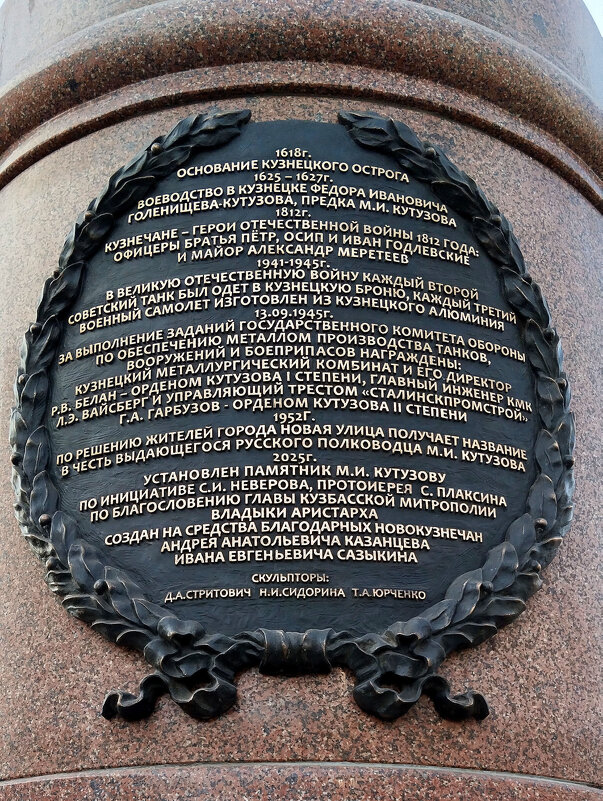 1618г.
ОСНОВАНИЕ КУЗНЕЦКОГО ОСТРОГА
1625 – 1627г.
ВОЕВОДСТВО В КУЗНЕЦКЕ ФЕДОРА ИВАНОВИЧА
ГОЛЕНИЩЕВА-КУТУЗОВА, ПРЕДКА М.И. КУТУЗОВА
1812г.
КУЗНЕЧАНЕ – ГЕРОИ ОТЕЧЕСТВЕННОЙ ВОЙНЫ 1812 ГОДА:
ОФИЦЕРЫ БРАТЬЯ ПЁТР, ОСИП И ИВАН ГОДЛЕВСКИЕ
И МАЙОР АЛЕКСАНДР МЕРЕТЕЕВ
1941-1945г.
В ВЕЛИКУЮ ОТЕЧЕСТВЕННУЮ ВОЙНУ КАЖДЫЙ ВТОРОЙ
СОВЕТСКИЙ ТАНК БЫЛ ОДЕТ В КУЗНЕЦКУЮ БРОНЮ, КАЖДЫЙ ТРЕТИЙ
ВОЕННЫЙ САМОЛЕТ ИЗГОТОВЛЕН ИЗ КУЗНЕЦКОГО АЛЮМИНИЯ
13.09.1945г.
ЗА ВЫПОЛНЕНИЕ ЗАДАНИЙ ГОСУДАРСТВЕННОГО КОМИТЕТА ОБОРОНЫ
ПО ОБЕСПЕЧЕНИЮ МЕТАЛЛОМ ПРОИЗВОДСТВА ТАНКОВ,
ВООРУЖЕНИЙ И БОЕПРИПАСОВ НАГРАЖДЕНЫ:
КУЗНЕЦКИЙ МЕТАЛЛУРГИЧЕСКИЙ КОМБИНАТ И ЕГО ДИРЕКТОР
Р.В. БЕЛАН – ОРДЕНОМ КУТУЗОВА I СТЕПЕНИ, ГЛАВНЫЙ ИНЖЕНЕР КМК
Л.Э. ВАЙСБЕРГ И УПРАВЛЯЮЩИЙ ТРЕСТОМ «СТАЛИНСКПРОМСТРОЙ»
Г.А. ГАРБУЗОВ - ОРДЕНОМ КУТУЗОВА II СТЕПЕНИ
1952г.
ПО РЕШЕНИЮ ЖИТЕЛЕЙ ГОРОДА НОВАЯ УЛИЦА ПОЛУЧАЕТ НАЗВАНИЕ
В ЧЕСТЬ ВЫДАЮЩЕГОСЯ РУССКОГО ПОЛКОВОДЦА М.И. КУТУЗОВА
2025г.
УСТАНОВЛЕН ПАМЯТНИК М.И. КУТУЗОВУ
ПО ИНИЦИАТИВЕ С.И. НЕВЕРОВА, ПРОТОИЕРЕЯ С. ПЛАКСИНА
ПО БЛАГОСЛОВЕНИЮ ГЛАВЫ КУЗБАССКОЙ МИТРОПОЛИИ
ВЛАДЫКИ АРИСТАРХА
СОЗДАН НА СРЕДСТВА БЛАГОДАРНЫХ НОВОКУЗНЕЧАН
АНДРЕЯ АНАТОЛЬЕВИЧА КАЗАНЦЕВА
ИВАНА ЕВГЕНЬЕВИЧА САЗЫКИНА
СКУЛЬПТОРЫ:
Д.А.СТРИТОВИЧ Н.И.СИДОРИНА Т.А.ЮРЧЕНКО